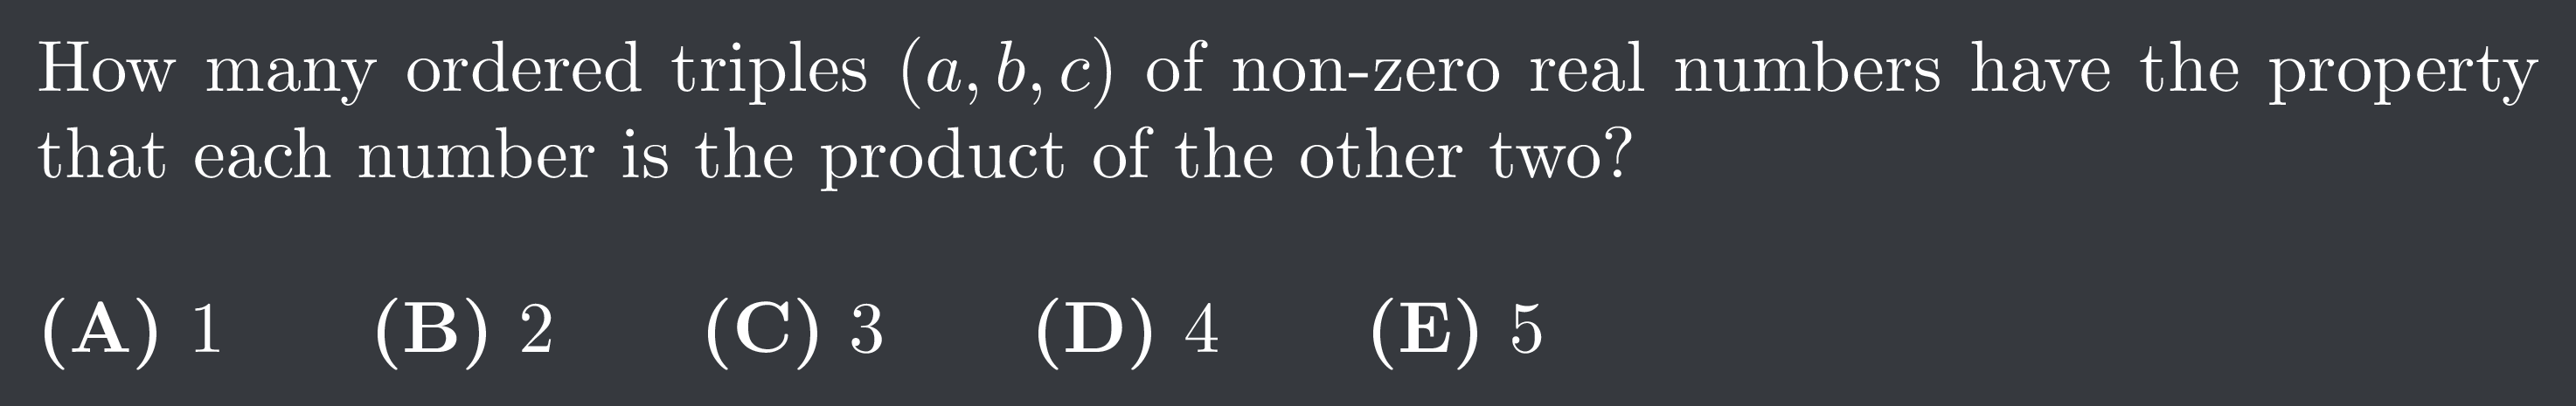 How many ordered triples (a, b, c) of non-zero real numbers have the property
that each number is the product of the other two?
(A) 1 (B) 2 (C) 3 (D) 4 (E) 5